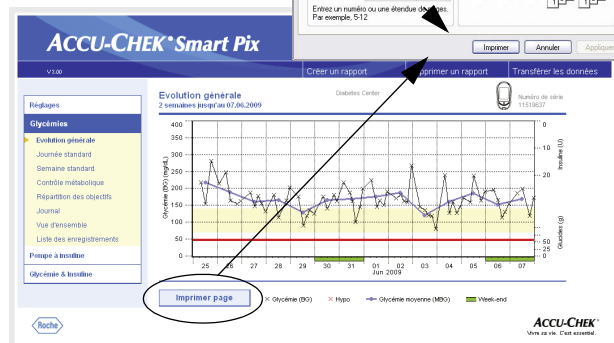 Entrez un numéro ou une étendue de pages.
Par exemple, 5-12
Imprimer Annuler Appliquer
ACCU-CHEK® Smart Pix
V 3.00
Créer un rapport
Imprimer un rapport
Transférer les données
Réglages
Glycémies
Evolution générale
Journée standard
Semaine standard
Contrôle métabolique
Répartition des objectifs
Journal
Vue d'ensemble
Liste des enregistrements
Pompe à insuline
Glycémie & Insuline
Evolution générale
2 semaines jusqu'au 07.06.2009
Diabetes Center
Numéro de série
11519637
Glycémie (BG) (mg/dL)
400
350
300
250
200
150
100
50
0
0
10
20
50
25
0
Insuline (U)
Glucides (g)
25 26 27 28 29 30 31 01 02 03 04 05 06 07
Jun 2009
Imprimer page
Glycémie (BG)
Hypo
Glycémie moyenne (MBG)
Week-end
Roche
ACCU-CHEK®
Vivre sa vie. C'est essentiel.